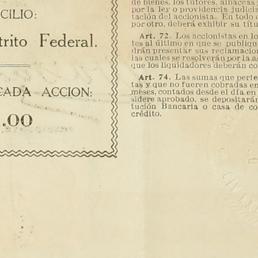 CILIO:
trito Federal.
CADA ACCION:
.00
de bienes, los tutores, albaceas
por la ley o providencia judicia
tación del accionista. En todo
por otro, deberá exhibir su títu
Art. 72. Los accionistas en los
tes al último en que se publique
drán presentar sus reclamacion
las cuales se resolverán por la a
que los liquidadores deberán co
Art. 74. Las sumas que perte
tas y que no fueren cobradas en
meses, contados desde el día en
sidere aprobado, se depositarán
tución Bancaria o casa de co
crédito.